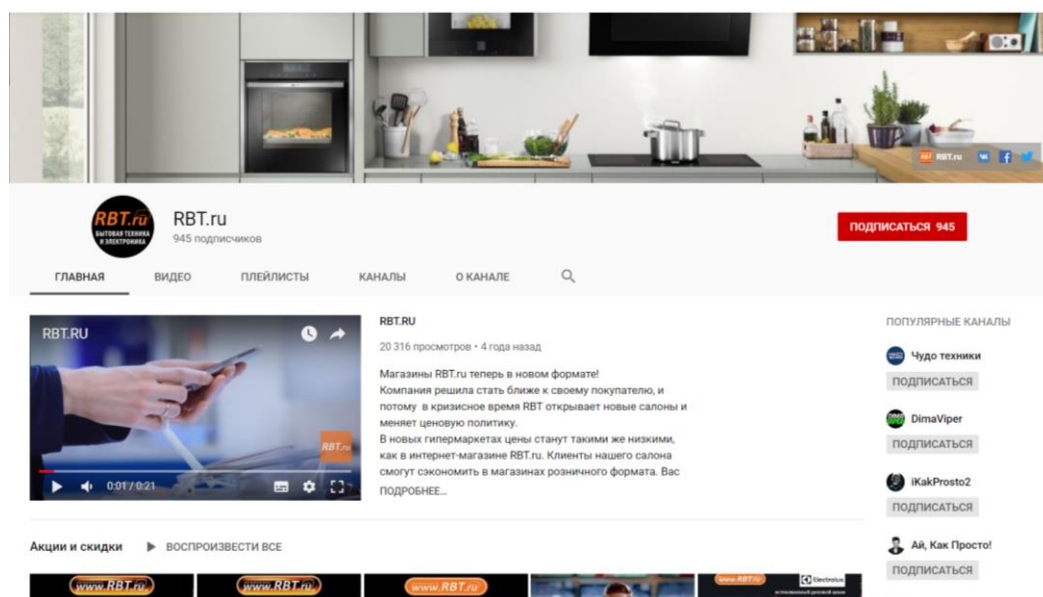 RBT RBT.ru
RBT.ru
БЫТОВАЯ ТЕХНИКА
И ЭЛЕКТРОНИКА
RBT.ru
945 подписчиков
ПОДПИСАТЬСЯ 945
ГЛАВНАЯ ВИДЕО ПЛЕЙЛИСТЫ КАНАЛЫ О КАНАЛЕ
RBT.RU
RBT.ru
0:01 / 0:21
RBT.RU
20 316 просмотров • 4 года назад
Магазины RBT.ru теперь в новом формате!
Компания решила стать ближе к своему покупателю, и
потому в кризисное время RBT открывает новые салоны и
меняет ценовую политику.
В новых гипермаркетах цены станут такими же низкими,
как в интернет-магазине RBT.ru. Клиенты нашего салона
смогут сэкономить в магазинах розничного формата. Вас
ПОДРОБНЕЕ...
ПОПУЛЯРНЫЕ КАНАЛЫ
Чудо техники
ПОДПИСАТЬСЯ
DimaViper
ПОДПИСАТЬСЯ
iKakProsto2
ПОДПИСАТЬСЯ
Ай, Как Просто!
ПОДПИСАТЬСЯ
Акции и скидки ВОСПРОИЗВЕСТИ ВСЕ
www.RBT.ru
www.RBT.ru
www.RBT.ru
www.RBT.ru Electrolux